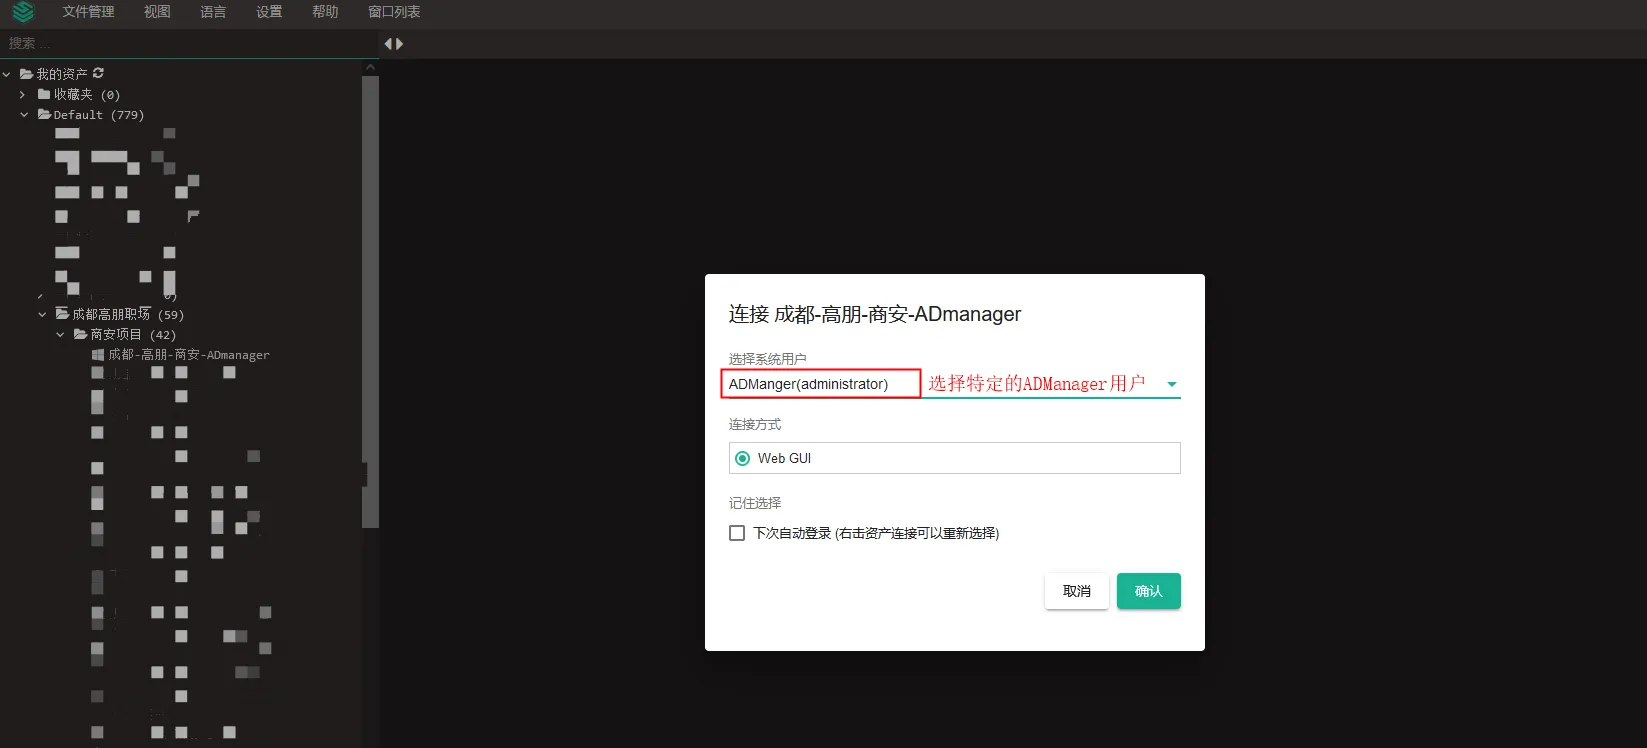 文件管理 视图 语言 设置 帮助 窗口列表
搜索 ...
我的资产
收藏夹 (0)
Default (779)
成都高朋职场 (59)
商安项目 (42)
成都-高朋-商安-ADmanager
连接 成都-高朋-商安-ADmanager
选择系统用户
ADManger(administrator) 选择特定的ADManager用户
连接方式
Web GUI
记住选择
下次自动登录 (右击资产连接可以重新选择)
取消 确认